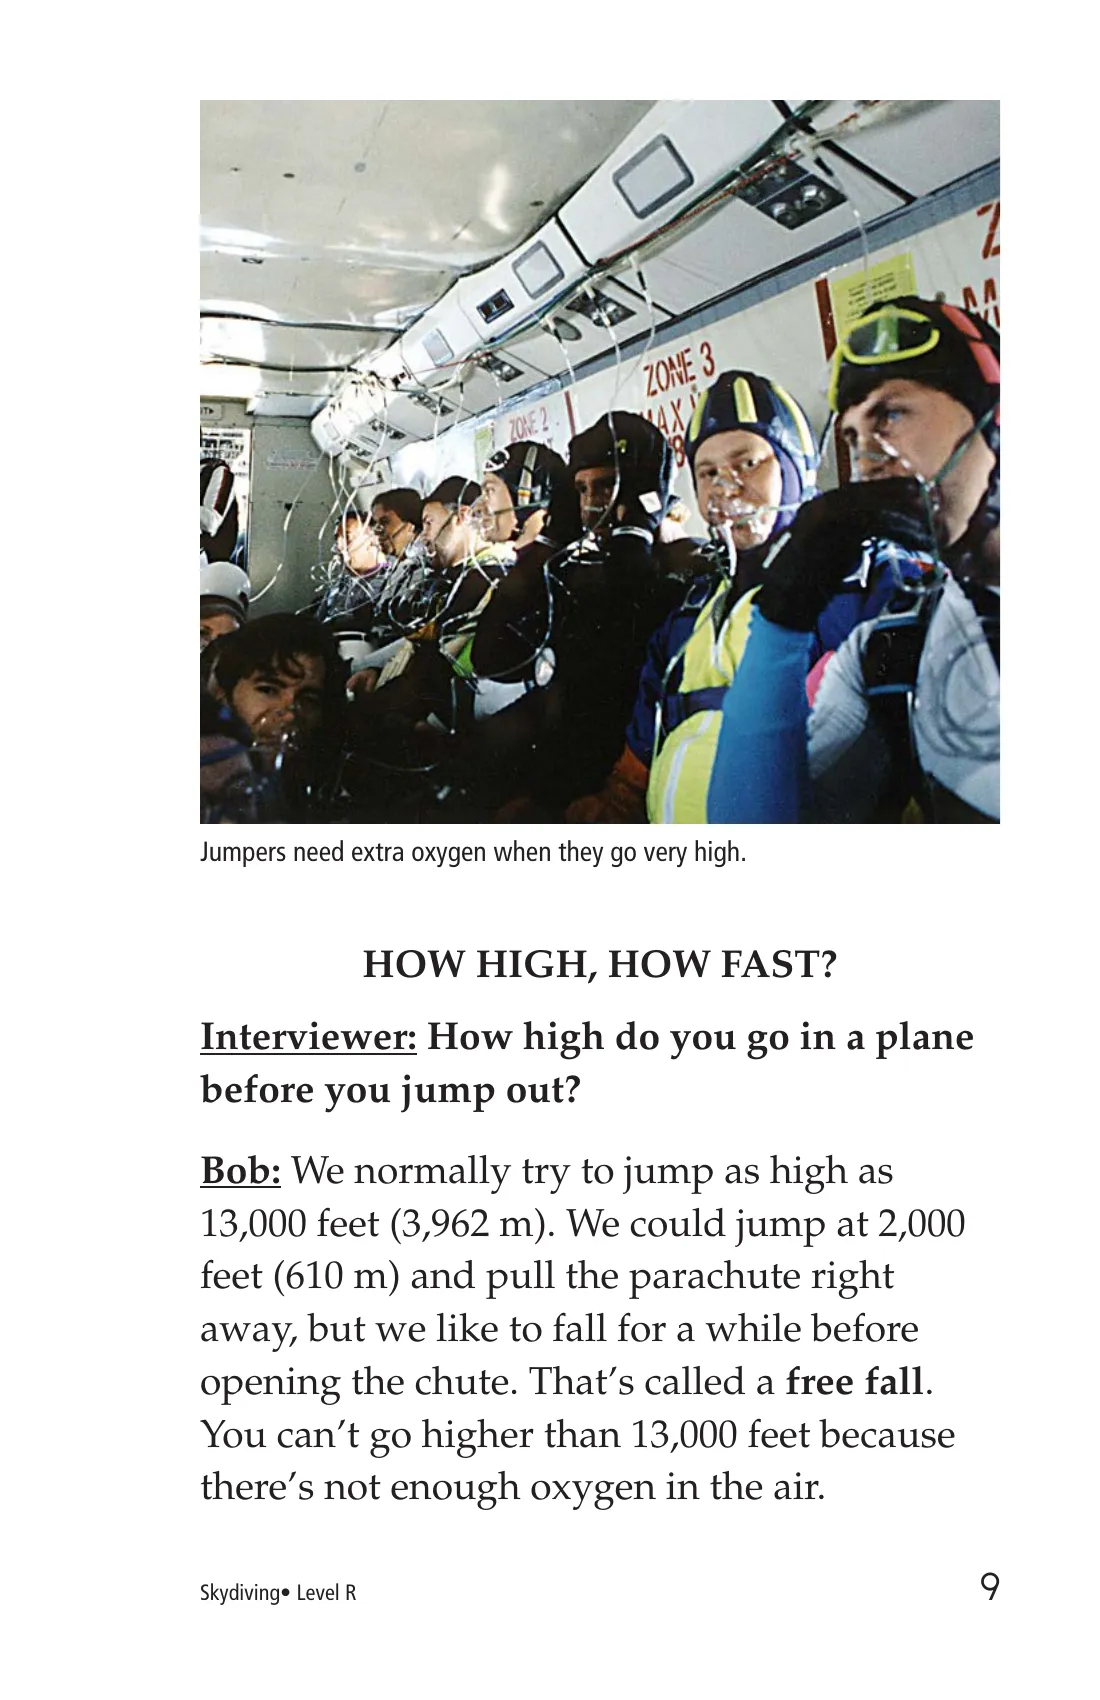 ZONE 3
ZONE 2
Jumpers need extra oxygen when they go very high.
HOW HIGH, HOW FAST?
Interviewer: How high do you go in a plane
before you jump out?
Bob: We normally try to jump as high as
13,000 feet (3,962 m). We could jump at 2,000
feet (610 m) and pull the parachute right
away, but we like to fall for a while before
opening the chute. That’s called a free fall.
You can’t go higher than 13,000 feet because
there’s not enough oxygen in the air.
Skydiving• Level R
9